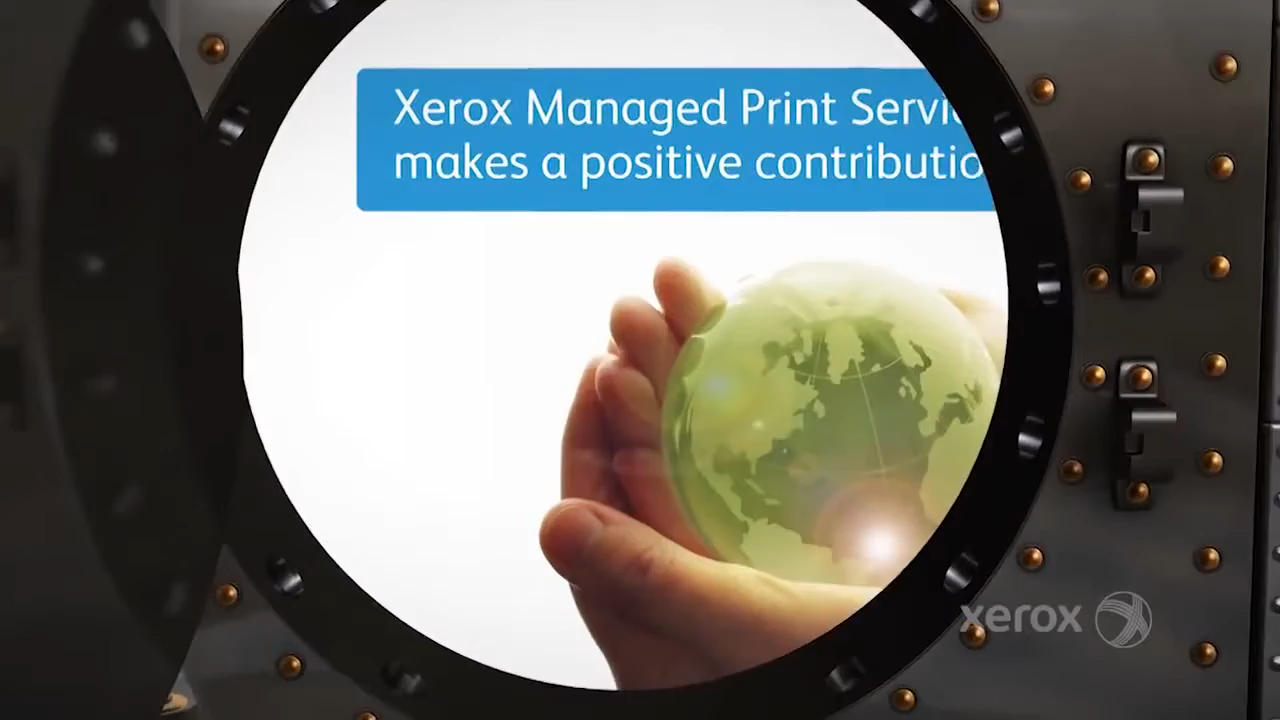 Xerox Managed Print Servi
makes a positive contributio
xerox